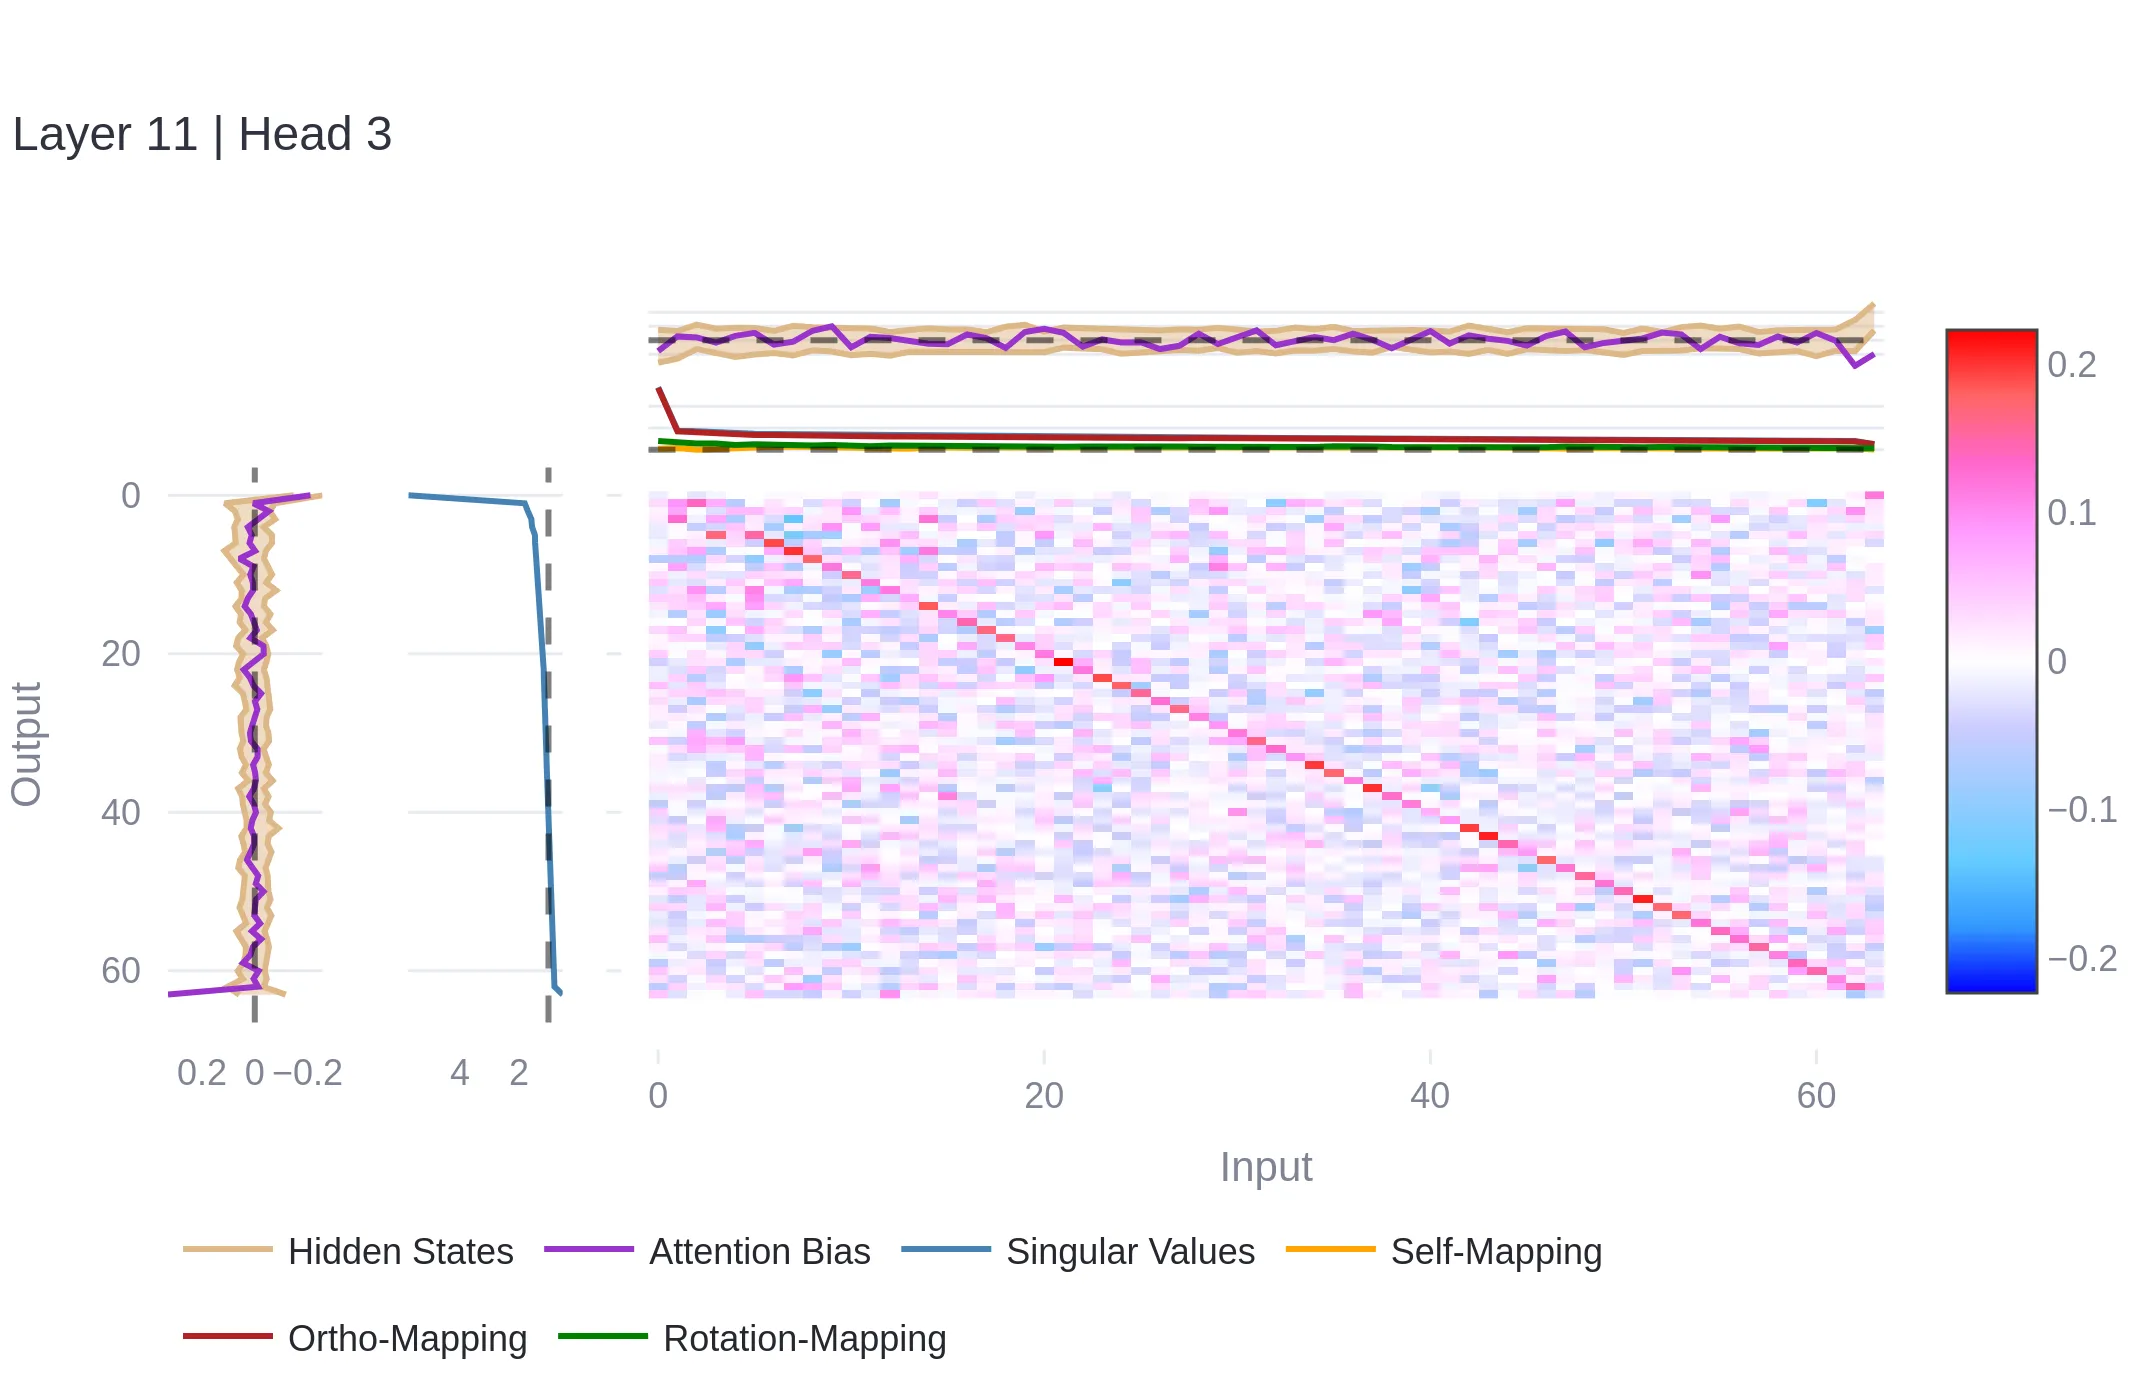 Layer 11 | Head 3
0
20
40
60
Output
0.2 0 −0.2
4 2
0 20 40 60
Input
0.2
0.1
0
−0.1
−0.2
Hidden States Attention Bias Singular Values Self-Mapping
Ortho-Mapping Rotation-Mapping